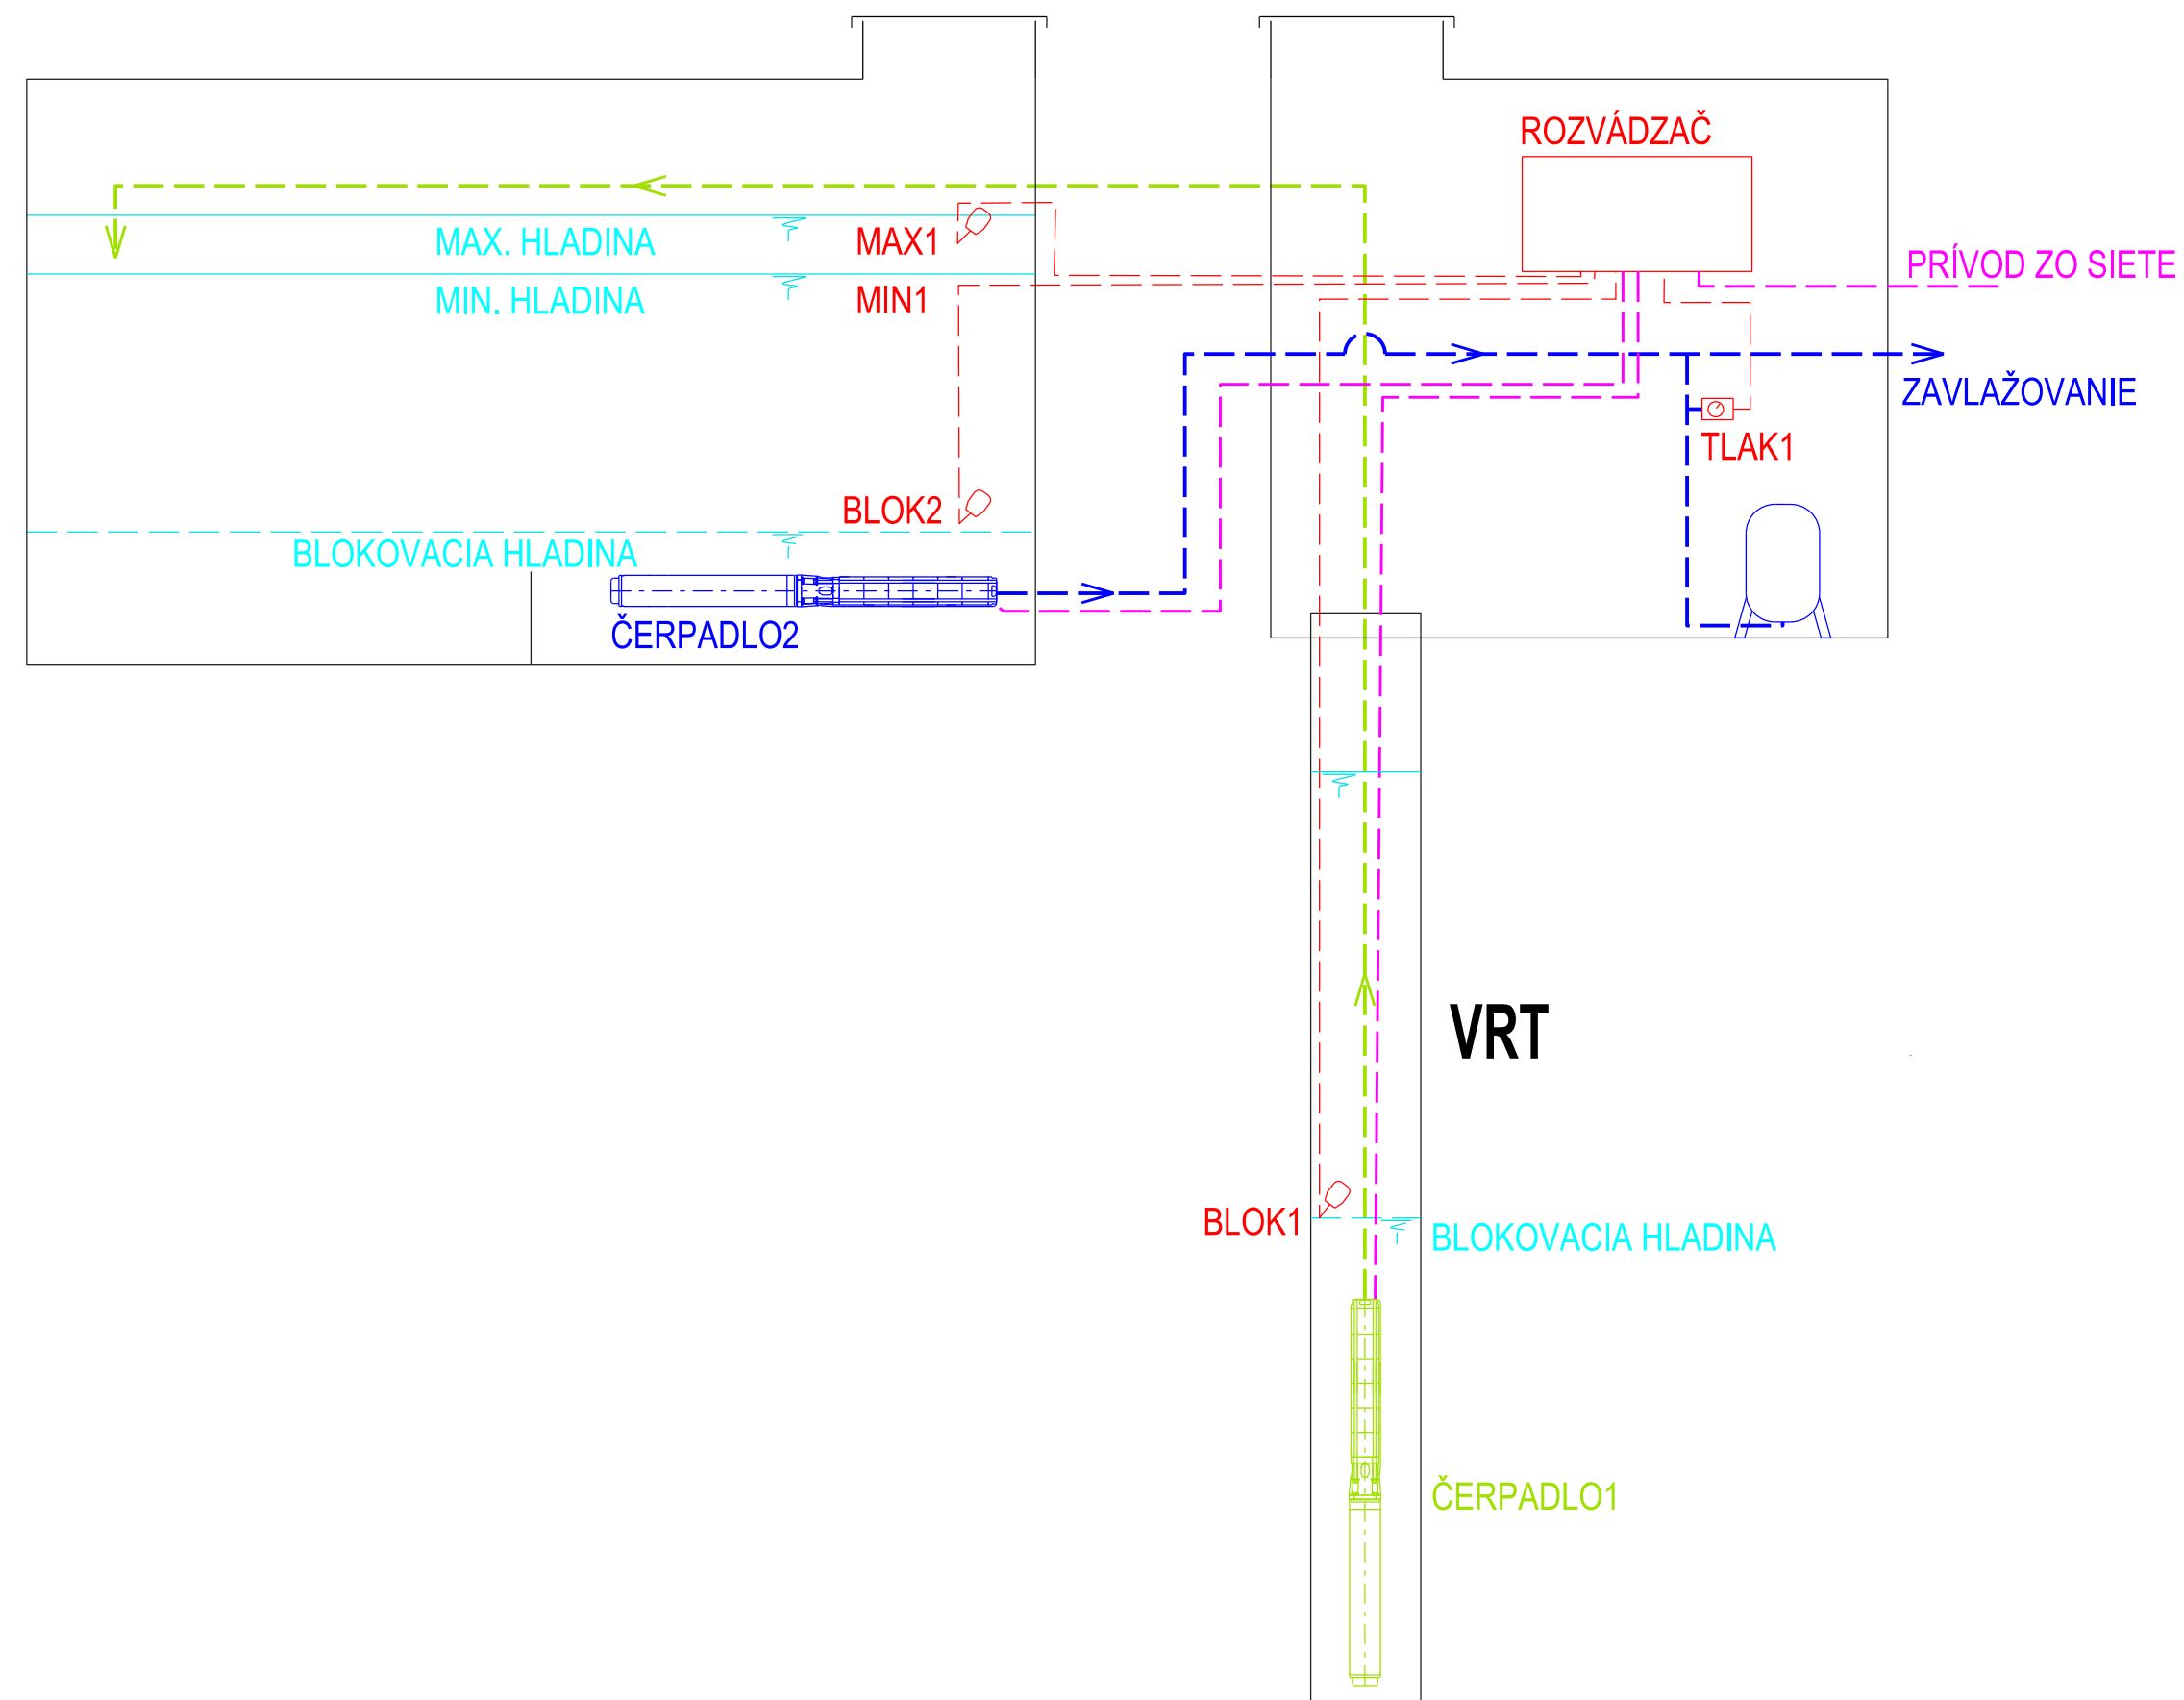 ROZVÁDZAČ
MAX. HLADINA
MAX1
PRÍVOD ZO SIETE
MIN. HLADINA
MIN1
ZAVLAŽOVANIE
TLAK1
BLOK2
BLOKOVACIA HLADINA
ČERPADLO2
VRT
BLOK1
BLOKOVACIA HLADINA
ČERPADLO1